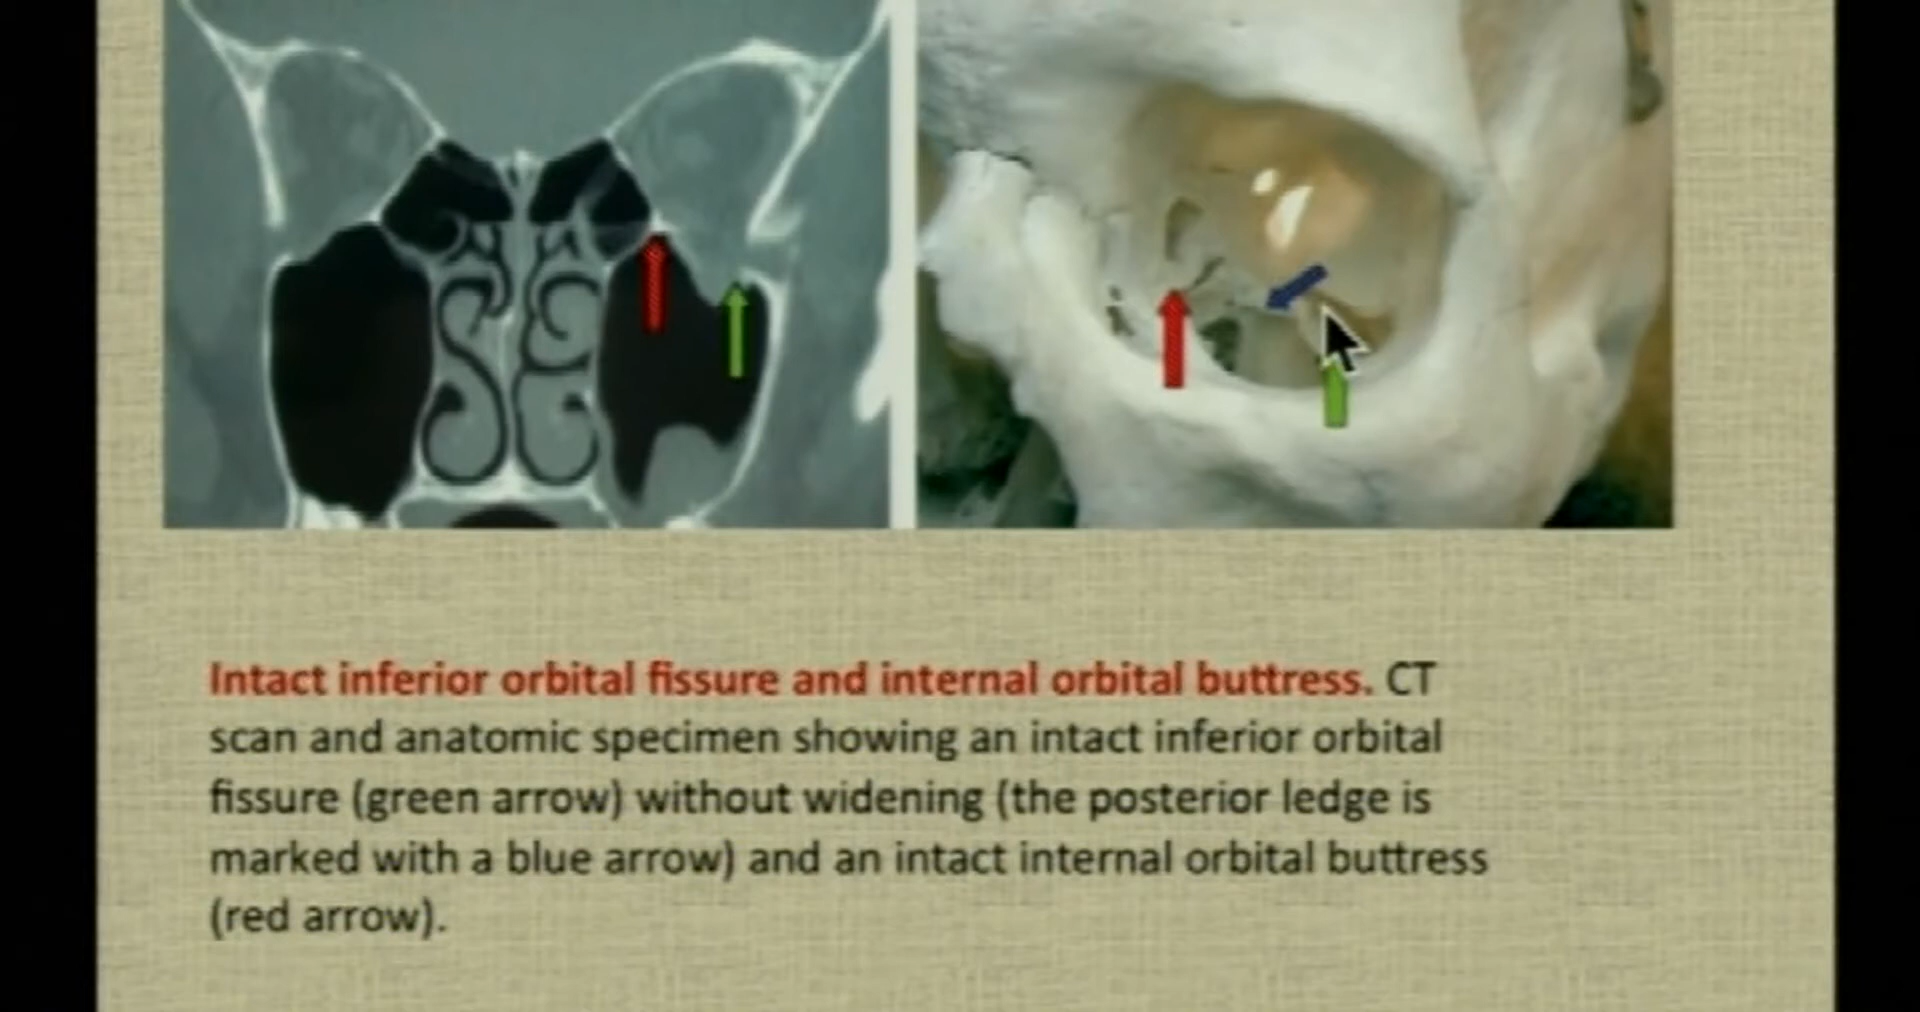 Intact inferior orbital fissure and internal orbital buttress. CT
scan and anatomic specimen showing an intact inferior orbital
fissure (green arrow) without widening (the posterior ledge is
marked with a blue arrow) and an intact internal orbital buttress
(red arrow).